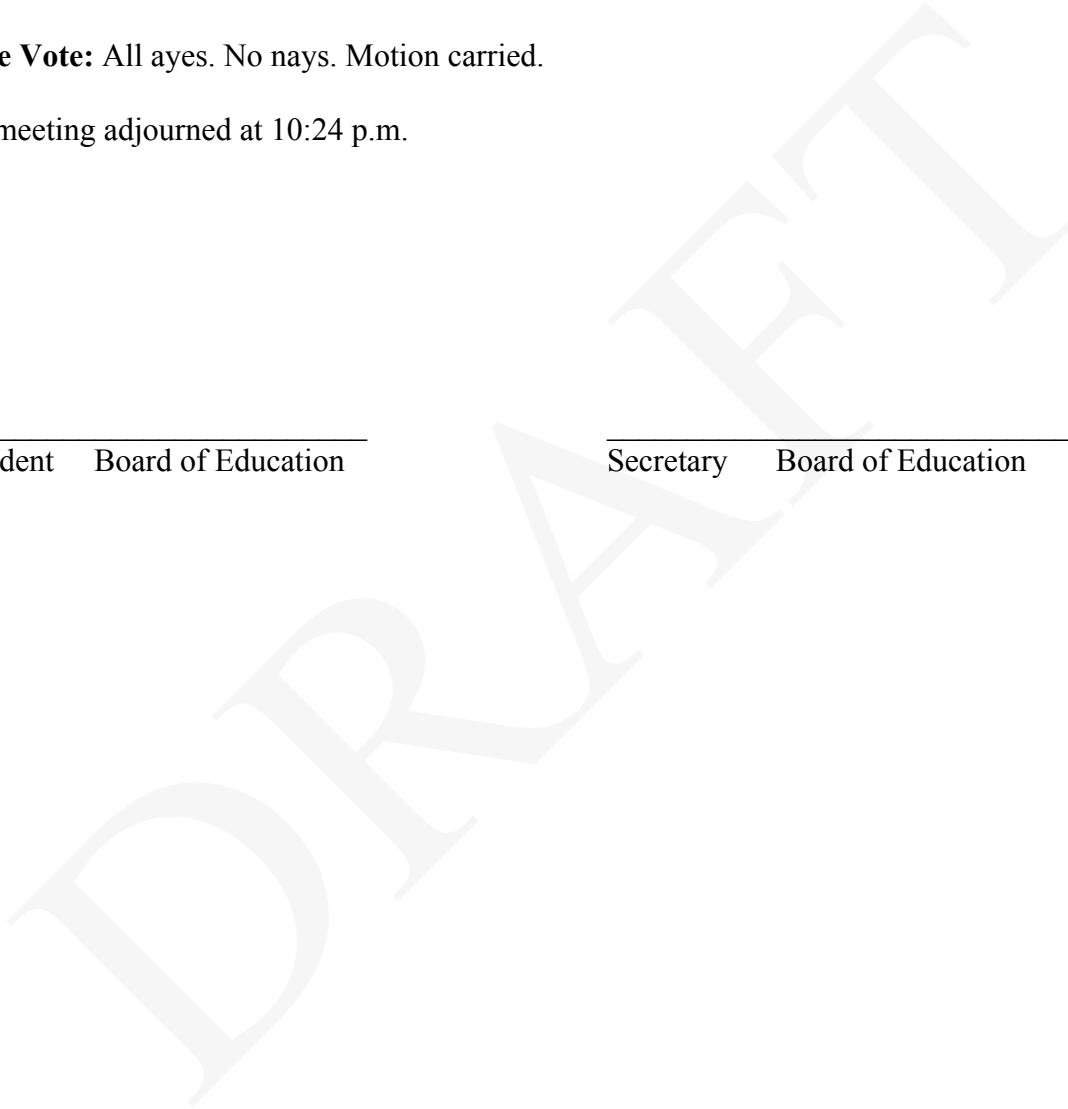 e Vote: All ayes. No nays. Motion carried.
meeting adjourned at 10:24 p.m.
dent Board of Education Secretary Board of Education
DRAFT